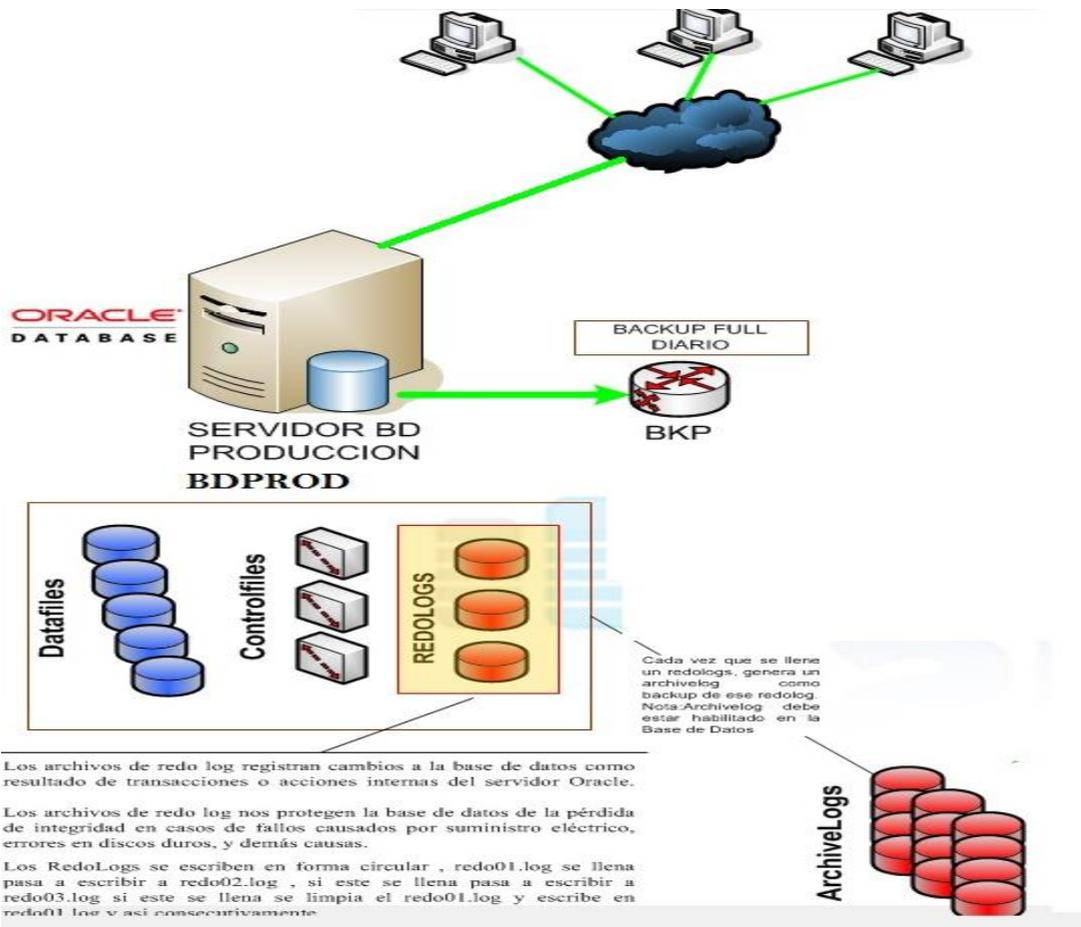 ORACLE
DATABASE
BACKUP FULL
DIARIO
BKP
SERVIDOR BD
PRODUCCION
BDPROD
Datafiles
Controlfiles
REDOLOGS
Cada vez que se llene
un redologs, genera un
archivelog como
backup de ese redolog.
Nota:Archivelog debe
estar habilitado en la
Base de Datos
Los archivos de redo log registran cambios a la base de datos como
resultado de transacciones o acciones internas del servidor Oracle.
Los archivos de redo log nos protegen la base de datos de la pérdida
de integridad en casos de fallos causados por suministro eléctrico,
errores en discos duros, y demás causas.
Los RedoLogs se escriben en forma circular , redo01.log se llena
pasa a escribir a redo02.log , si este se llena pasa a escribir a
redo03.log si este se llena se limpia el redo01.log y escribe en
redo01.log y asi consecutivamente
ArchiveLogs